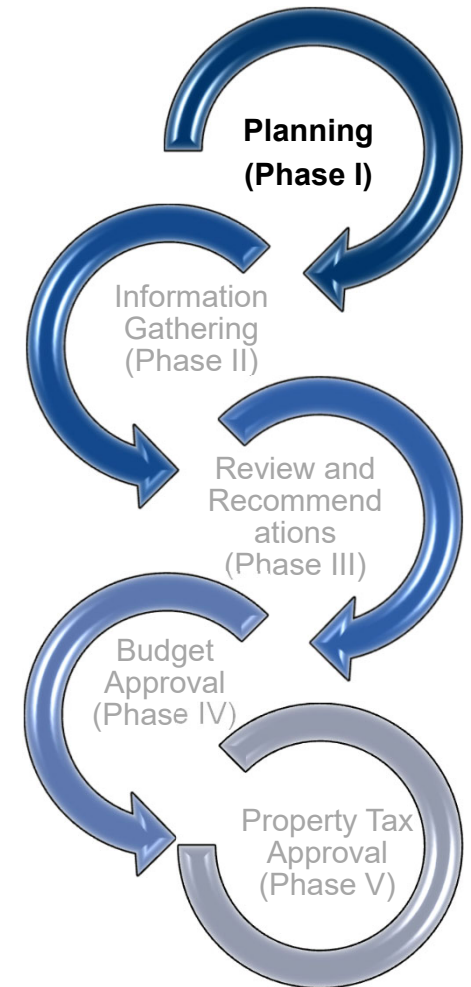 Planning
(Phase I)
Information
Gathering
(Phase II)
Review and
Recommend
ations
(Phase III)
Budget
Approval
(Phase IV)
Property Tax
Approval
(Phase V)